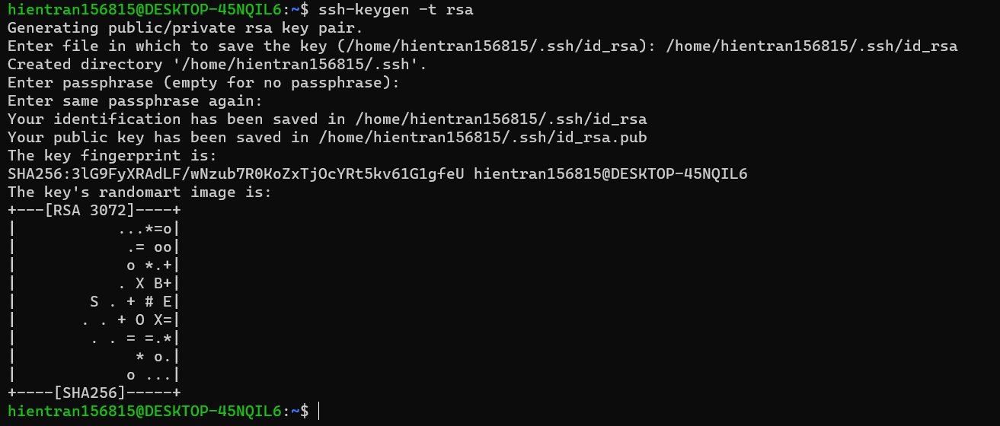 hientran156815@DESKTOP-45NQIL6:~$ ssh-keygen -t rsa
Generating public/private rsa key pair.
Enter file in which to save the key (/home/hientran156815/.ssh/id_rsa): /home/hientran156815/.ssh/id_rsa
Created directory '/home/hientran156815/.ssh'.
Enter passphrase (empty for no passphrase):
Enter same passphrase again:
Your identification has been saved in /home/hientran156815/.ssh/id_rsa
Your public key has been saved in /home/hientran156815/.ssh/id_rsa.pub
The key fingerprint is:
SHA256:3lG9FyXRAdLF/wNzub7R0KoZxTjOcYRt5kv61G1gfeU hientran156815@DESKTOP-45NQIL6
The key's randomart image is:
+---[RSA 3072]----+
|            ...*=o|
|             .= oo|
|             o *.+|
|            . X B+|
|         S . + # E|
|        . . + O X=|
|         . . = =.*|
|              * o.|
|             o ...|
+----[SHA256]-----+
hientran156815@DESKTOP-45NQIL6:~$